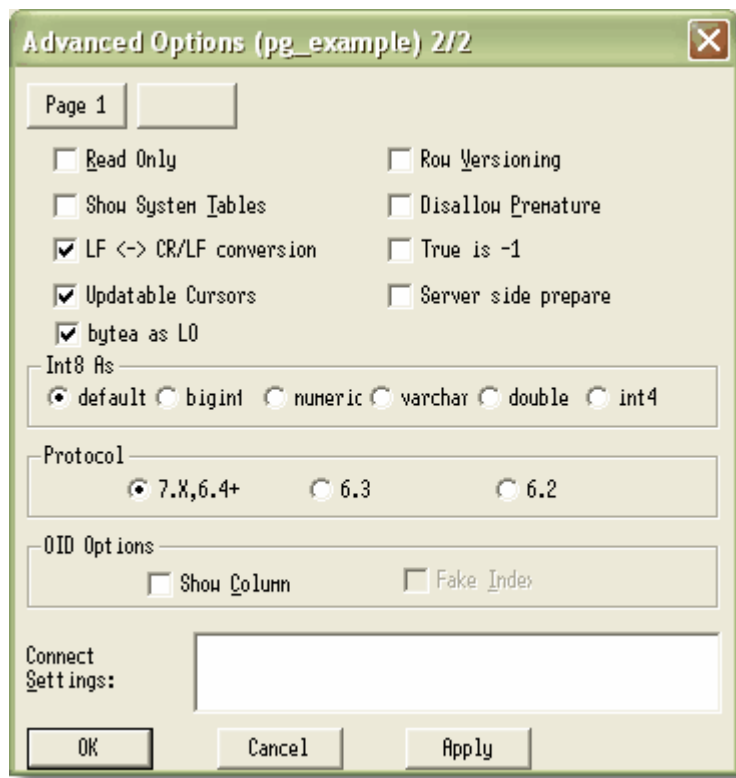 Advanced Options (pg_example) 2/2
Page 1
Read Only
Row Versioning
Show System Tables
Disallow Premature
LF <-> CR/LF conversion
True is -1
Updatable Cursors
Server side prepare
bytea as LO
Int8 As
default bigint numeric varchar double int4
Protocol
7.X,6.4+ 6.3 6.2
OID Options
Show Column Fake Index
Connect
Settings:
OK Cancel Apply